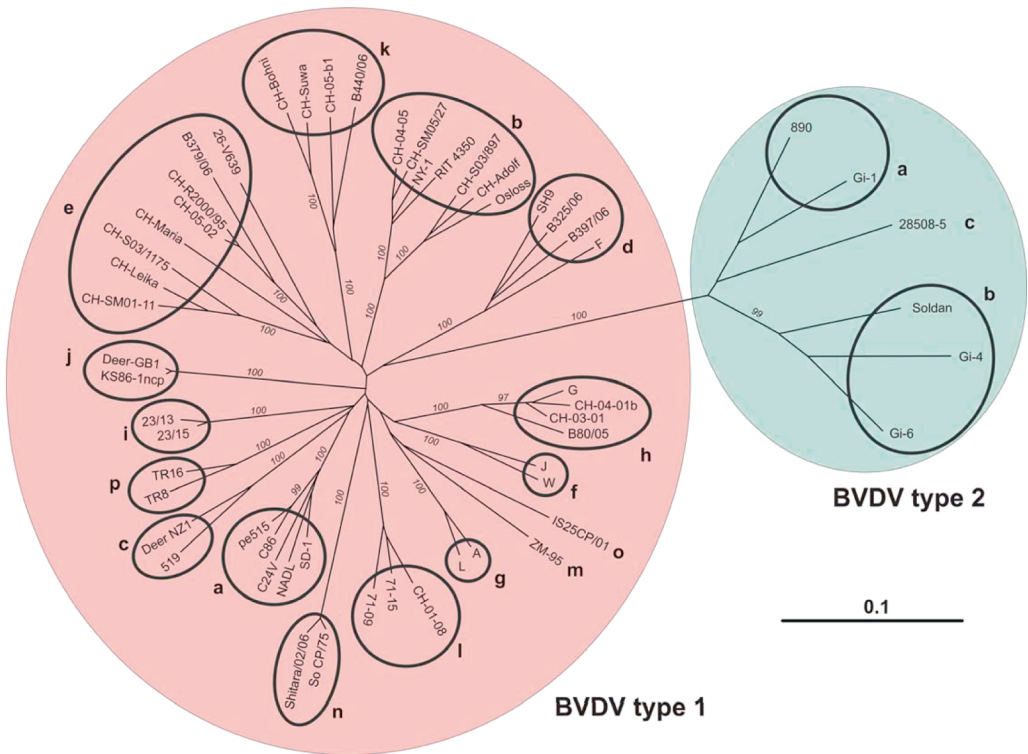 k
CH-Bohni
CH-Suwa
CH-05-b1
B440/06
100
b
CH-04-05
CH-SM05/27
NY-1
RIT 4350
CH-S03/897
CH-Adolf
Osloss
100
d
SH9
B325/06
B397/06
F
100
e
26-V639
B379/06
CH-R2000/95
CH-05-02
CH-Maria
CH-S03/1175
CH-Leika
CH-SM01-11
100
100
j
Deer-GB1
KS86-1ncp
100
i
23/13
23/15
100
p
TR16
TR8
100
c
Deer NZ1
519
100
a
pe515
C86
C24V
NADL
SD-1
99
100
n
Shitara/02/06
So CP/75
100
l
71-09
71-15
CH-01-08
100
g
A
L
100
m
ZM-95
o
IS25CP/01
f
J
W
100
h
G
CH-04-01b
CH-03-01
B80/05
97
100
100
a
890
Gi-1
c
28508-5
b
Soldan
Gi-4
Gi-6
99
BVDV type 2
0.1
BVDV type 1